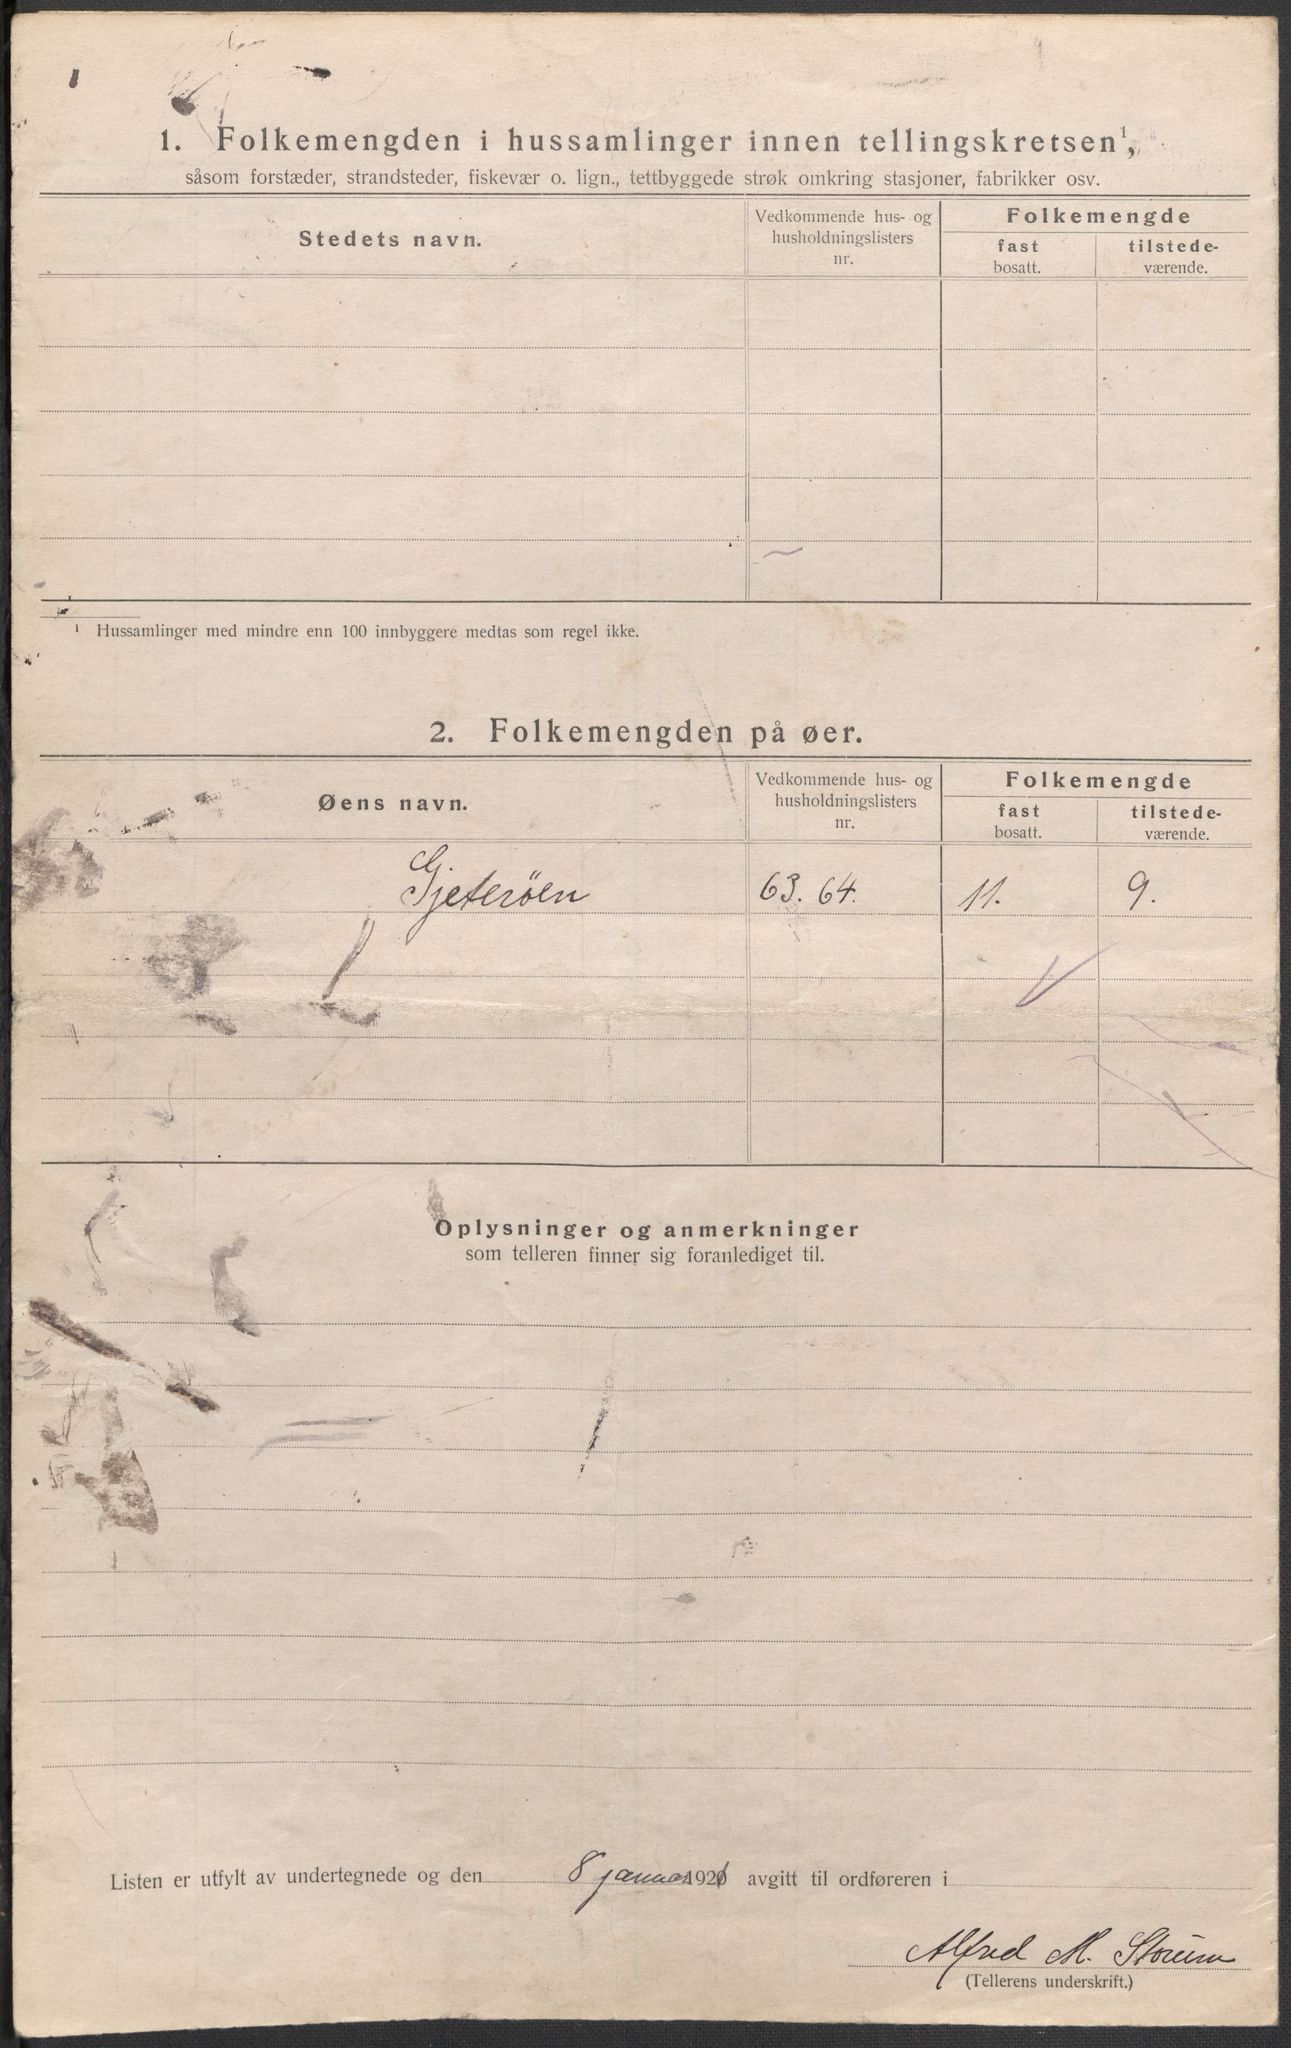 1. Folkemengden i hussamlinger innen tellingskretsen¹,
såsom forstæder, strandsteder, fiskevær o. lign., tettbyggede strøk omkring stasjoner, fabrikker osv.
Stedets navn.
Vedkommende hus- og
husholdningslisters
nr.
Folkemengde
fast
bosatt.
tilstede-
værende.
¹ Hussamlinger med mindre enn 100 innbyggere medtas som regel ikke.
2. Folkemengden på øer.
Øens navn.
Vedkommende hus- og
husholdningslisters
nr.
Folkemengde
fast
bosatt.
tilstede-
værende.
Gjeteröen 63. 64. 11. 9.
Oplysninger og anmerkninger
som telleren finner sig foranlediget til.
Listen er utfylt av undertegnede og den 8 januar 1921 avgitt til ordføreren i
Alfred M.
(Tellerens underskrift.)